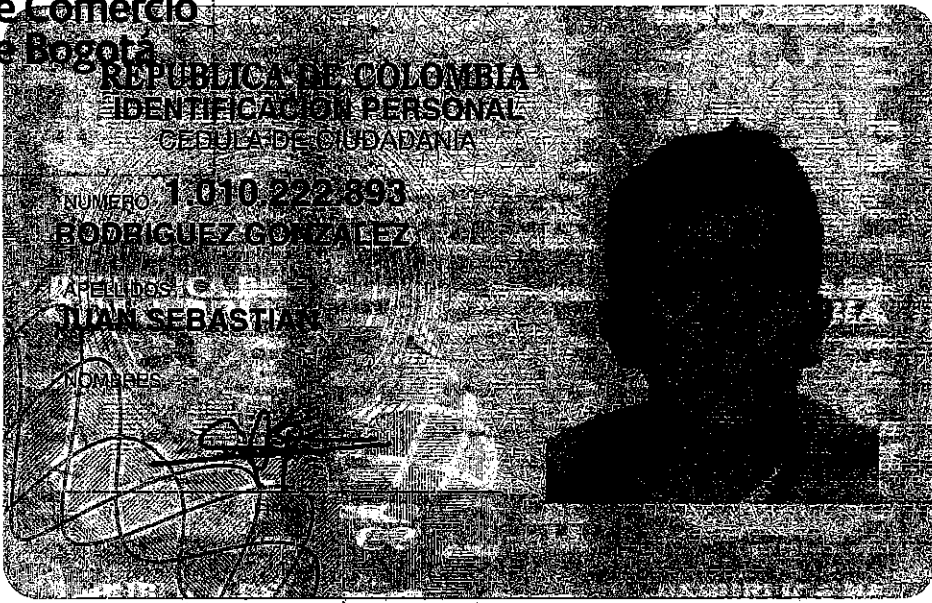 e Comercio
e Bogotá
REPUBLICA DE COLOMBIA
IDENTIFICACION PERSONAL
CEDULA DE CIUDADANIA
NUMERO 1.010.222.893
RODRIGUEZ GONZALEZ
APELLIDOS
JUAN SEBASTIAN
NOMBRES